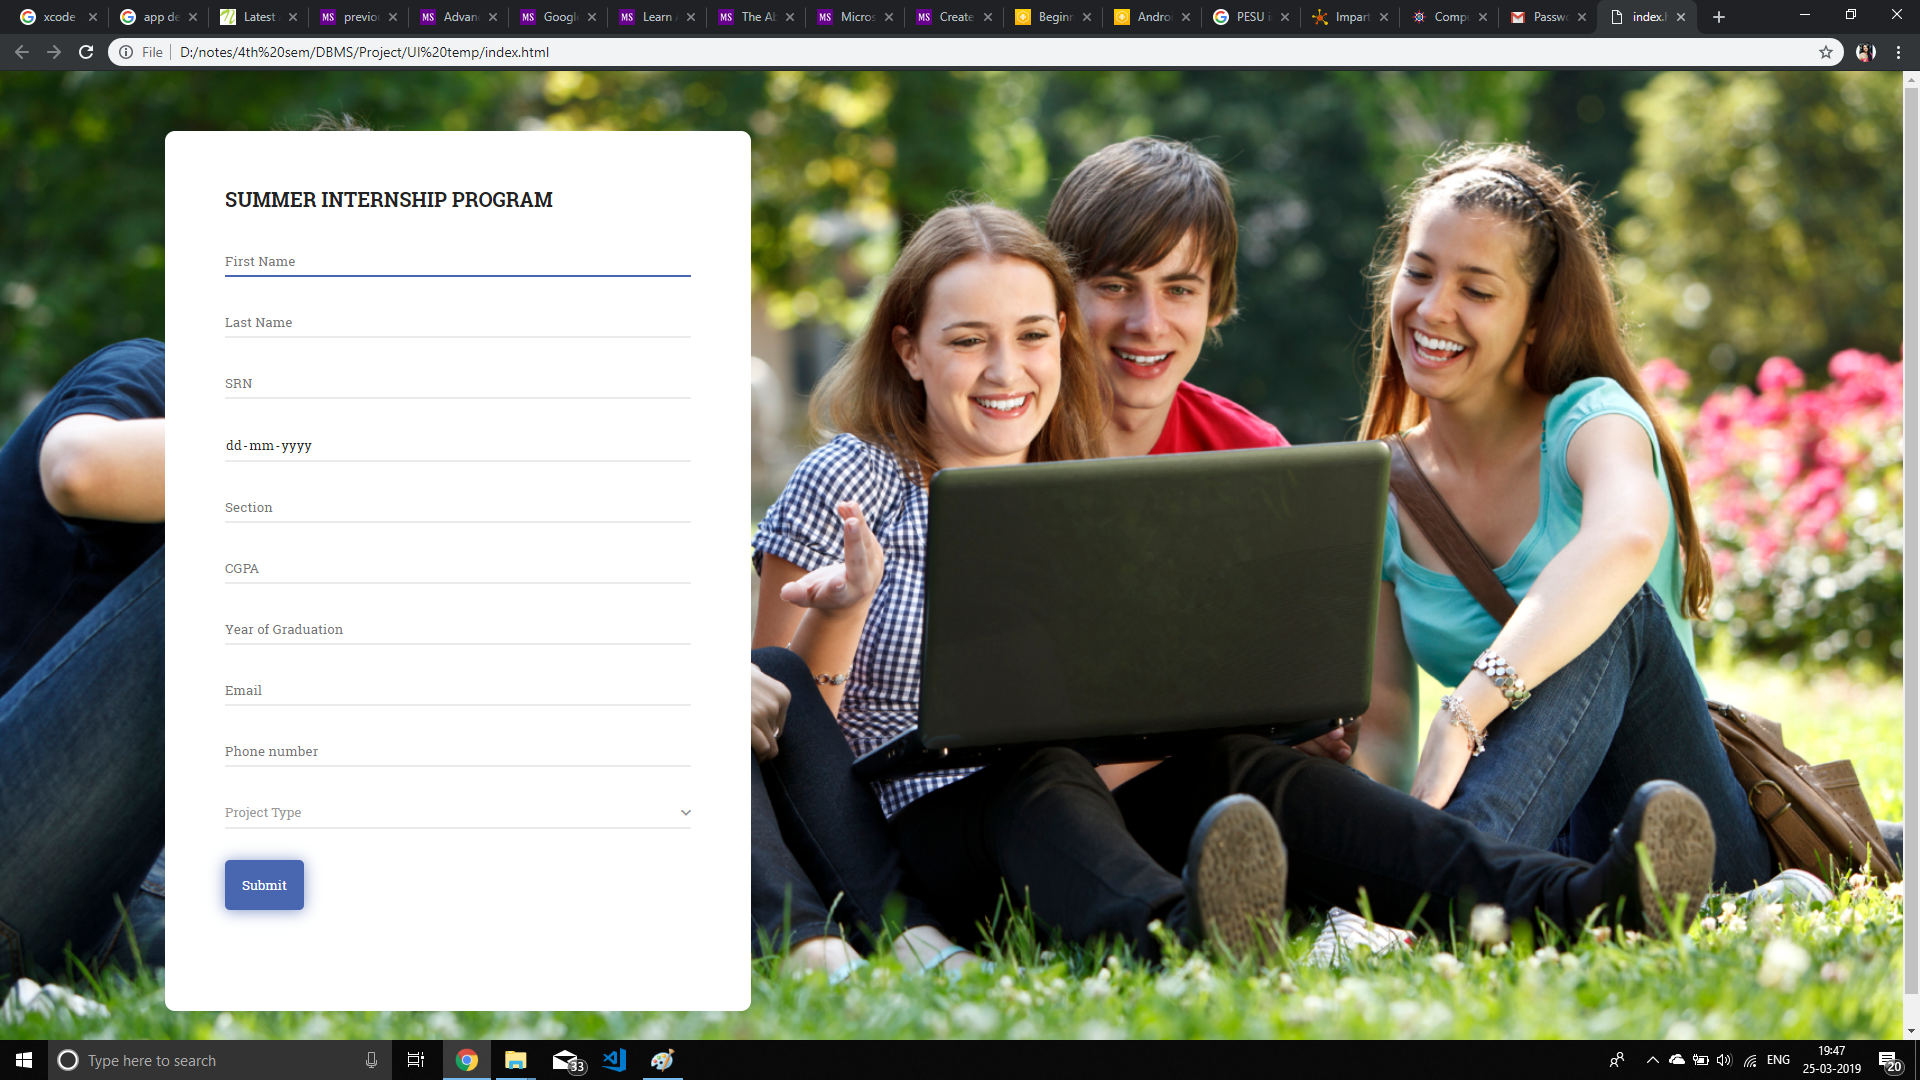 xcode
app de
Latest
previo
Advan
Googl
Learn
The Al
Micros
Create
Beginn
Androi
PESU i
Impart
Compu
Passwo
index.h
File
D:/notes/4th%20sem/DBMS/Project/UI%20temp/index.html
SUMMER INTERNSHIP PROGRAM
First Name
Last Name
SRN
dd-mm-yyyy
Section
CGPA
Year of Graduation
Email
Phone number
Project Type
Submit
Type here to search
33
ENG
19:47
25-03-2019
20